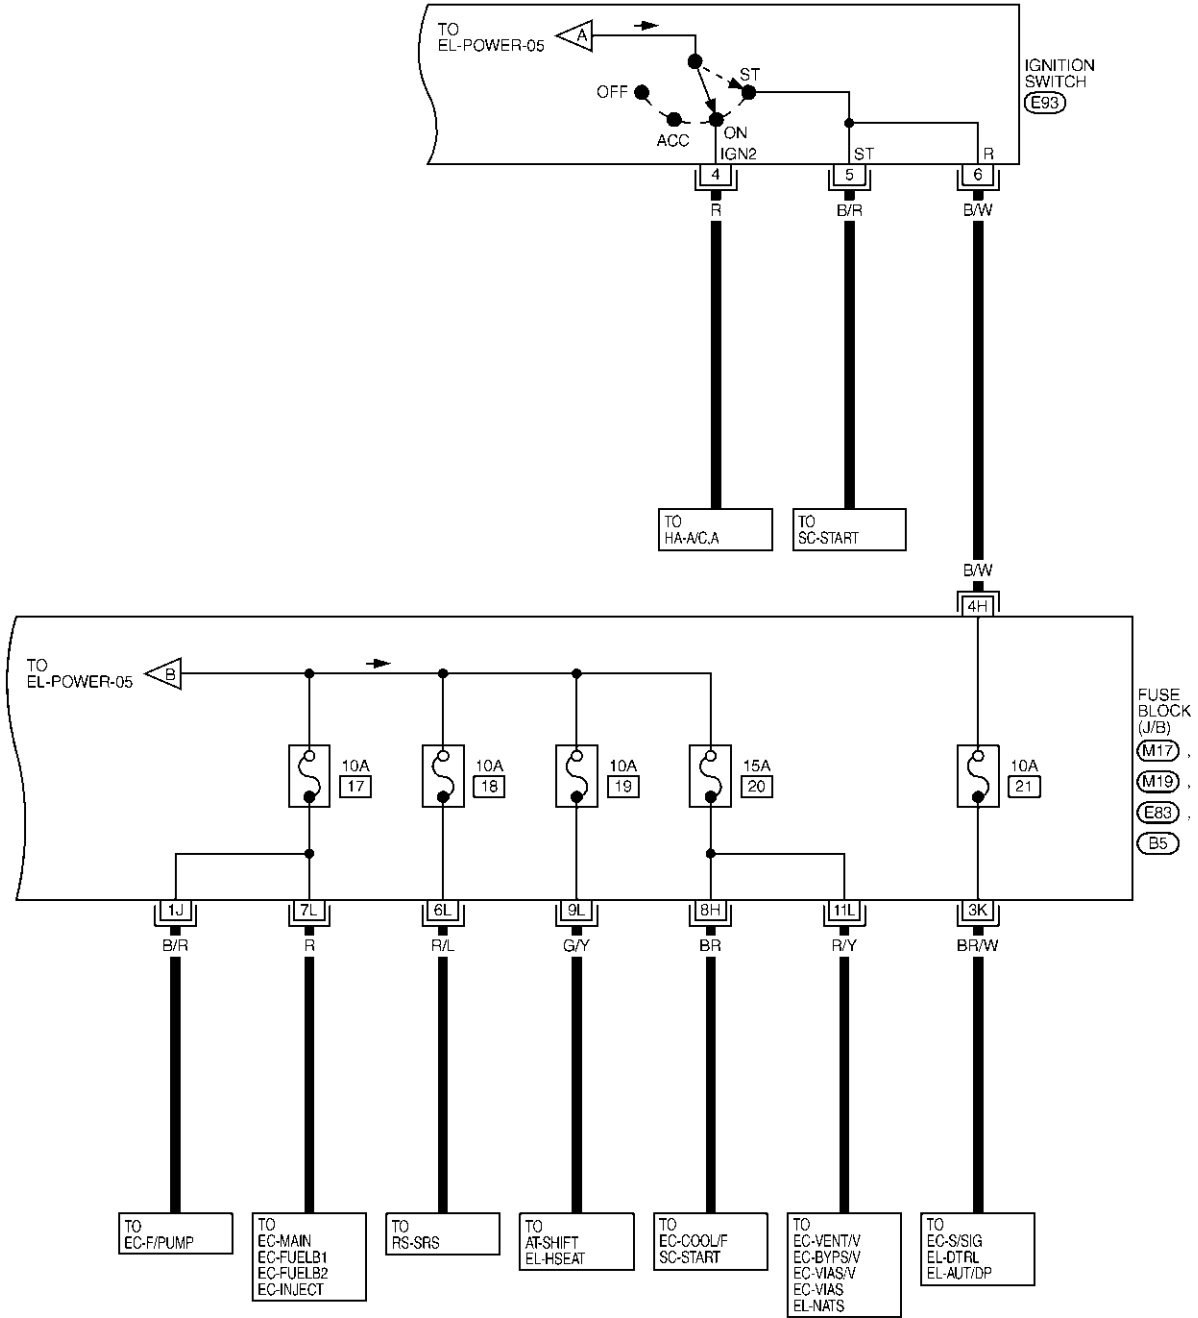 TO
EL-POWER-05
A
ST
OFF
ACC
ON
IGN2
ST
R
IGNITION
SWITCH
E93
4
5
6
R
B/R
B/W
TO
HA-A/C,A
TO
SC-START
B/W
4H
TO
EL-POWER-05
B
10A
17
10A
18
10A
19
15A
20
10A
21
FUSE
BLOCK
(J/B)
M17 ,
M19 ,
E83 ,
B5
1J
7L
6L
9L
8H
11L
3K
B/R
R
R/L
G/Y
BR
R/Y
BR/W
TO
EC-F/PUMP
TO
EC-MAIN
EC-FUELB1
EC-FUELB2
EC-INJECT
TO
RS-SRS
TO
AT-SHIFT
EL-HSEAT
TO
EC-COOL/F
SC-START
TO
EC-VENT/V
EC-BYPS/V
EC-VIAS/V
EC-VIAS
EL-NATS
TO
EC-S/SIG
EL-DTRL
EL-AUT/DP